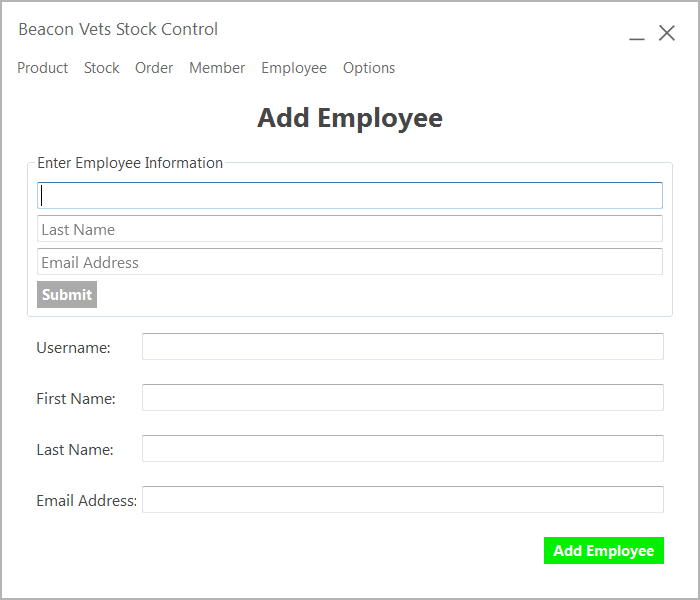 Beacon Vets Stock Control
Product Stock Order Member Employee Options
Add Employee
Enter Employee Information
Last Name
Email Address
Submit
Username:
First Name:
Last Name:
Email Address:
Add Employee